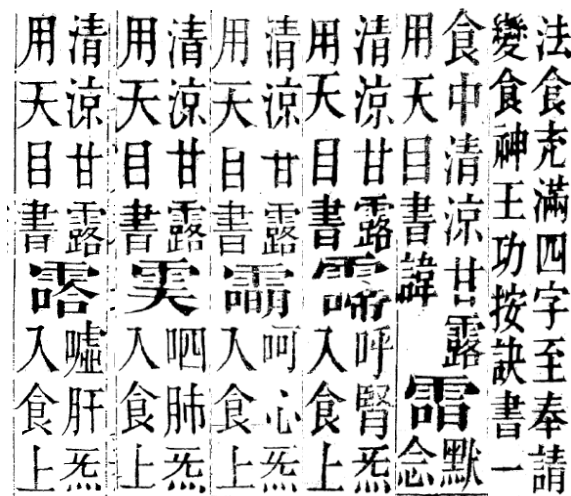 法食充滿四字至奉請
變食神王功按訣書一
食中清涼甘露默
用天目書諱念
清涼甘露呼腎炁
用天目書入食上
清涼甘露呵心炁
用天目書入食上
清涼甘露呬肺炁
用天目書入食上
清涼甘露噓肝炁
用天目書入食上